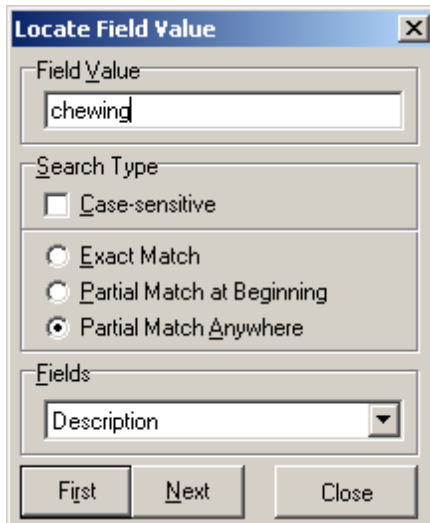 Locate Field Value
Field Value
chewing
Search Type
Case-sensitive
Exact Match
Partial Match at Beginning
Partial Match Anywhere
Fields
Description
First Next Close